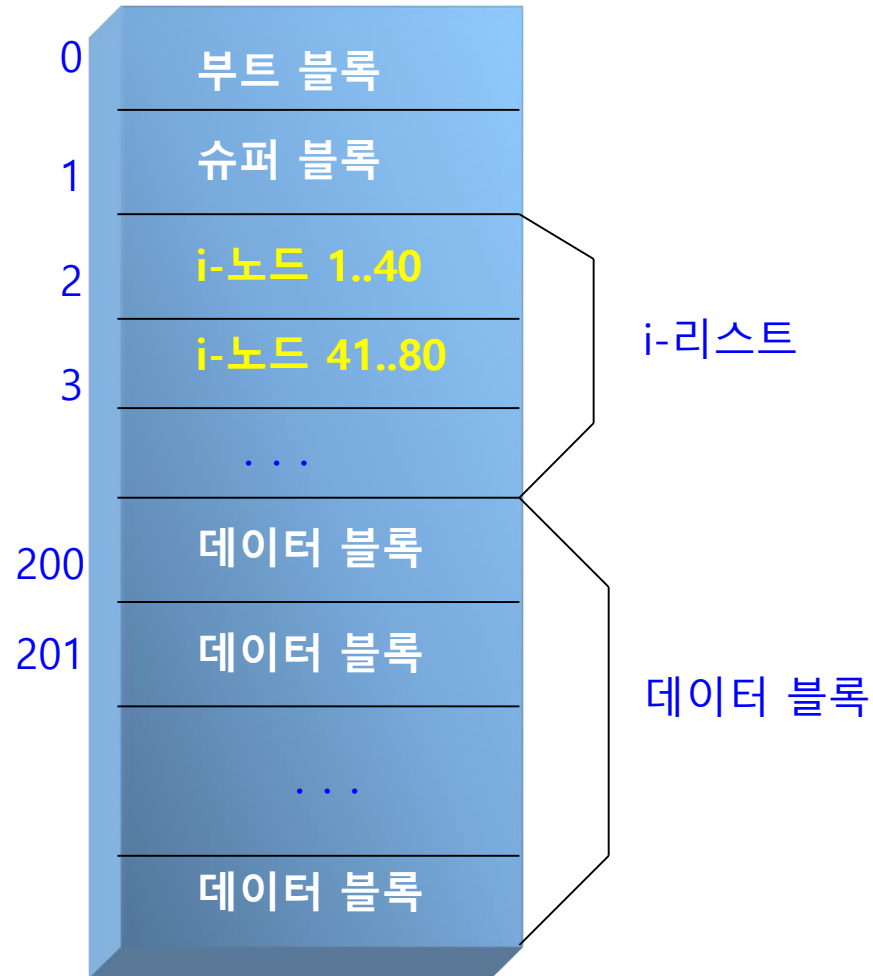 0
부트 블록
1
슈퍼 블록
2
i-노드 1..40
3
i-노드 41..80
i-리스트
. . .
200
데이터 블록
201
데이터 블록
데이터 블록
. . .
데이터 블록